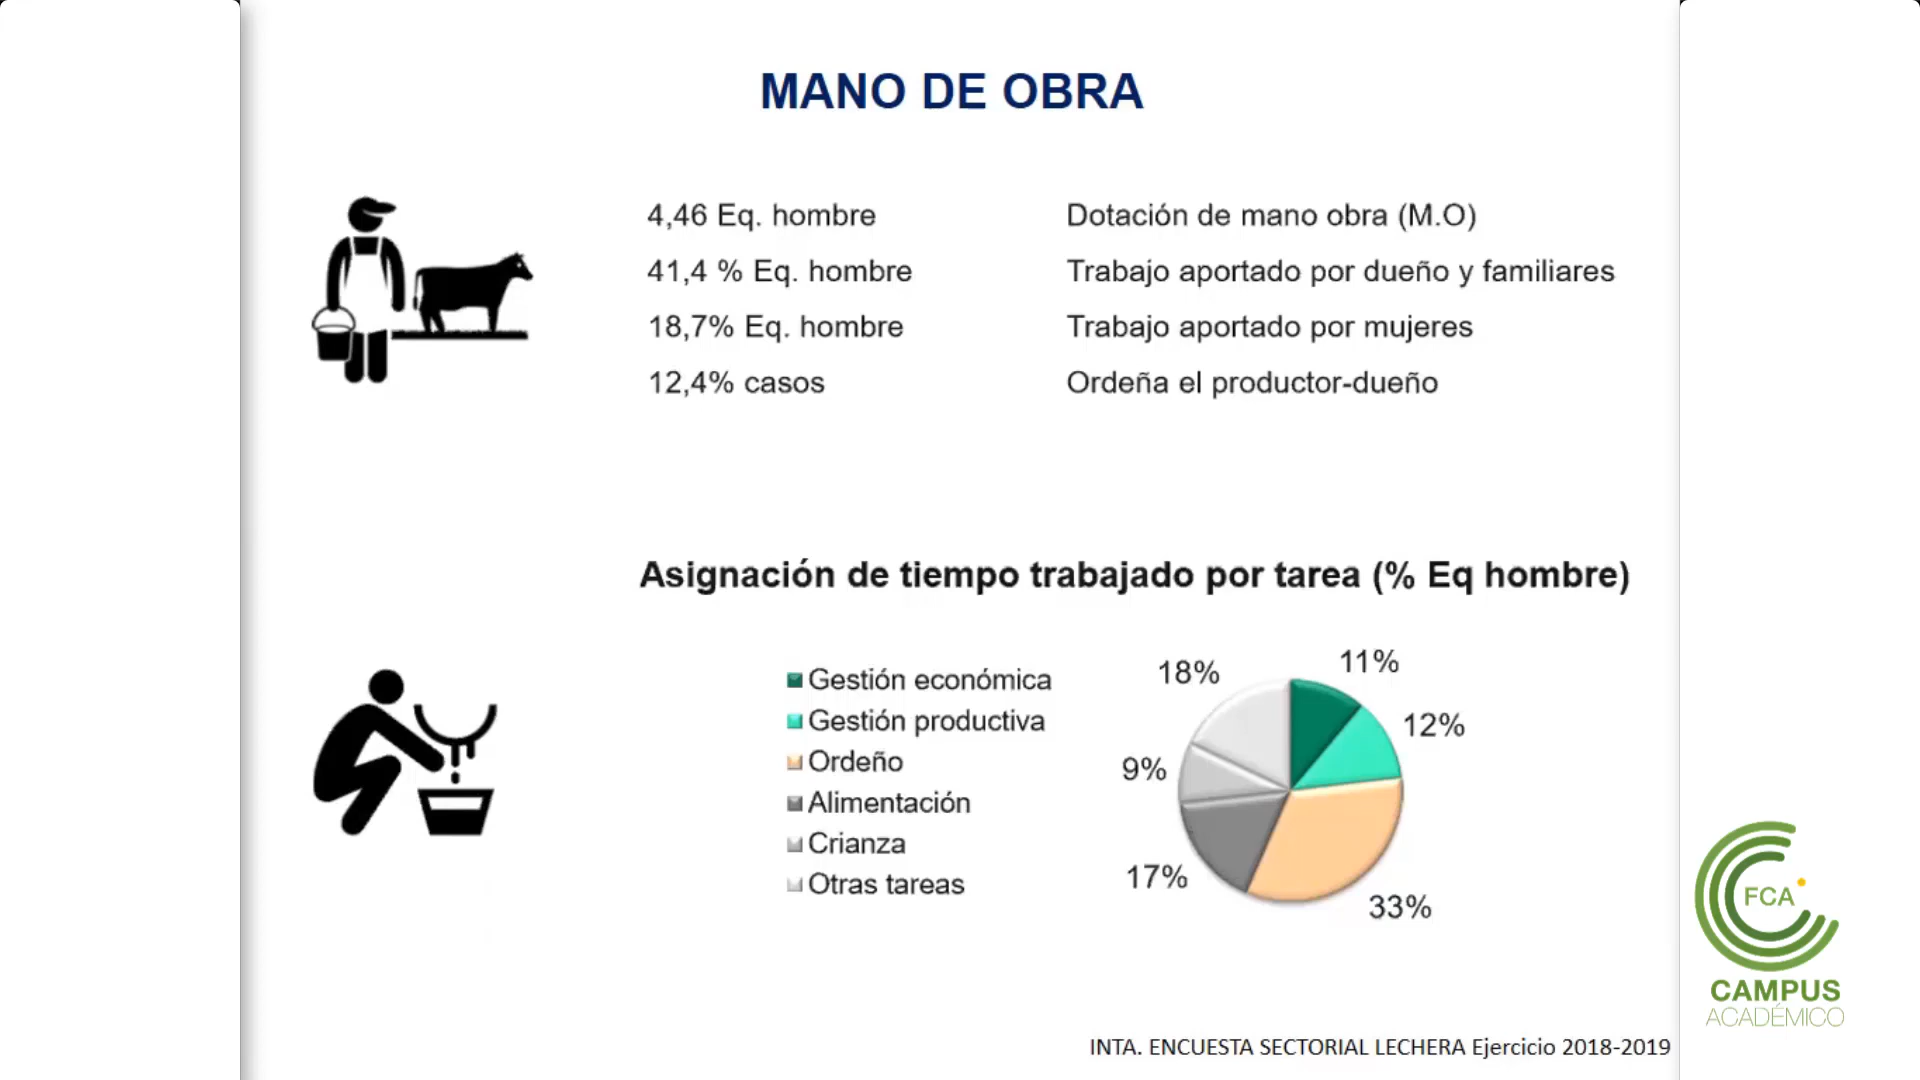 MANO DE OBRA
4,46 Eq. hombre Dotación de mano obra (M.O)
41,4 % Eq. hombre Trabajo aportado por dueño y familiares
18,7% Eq. hombre Trabajo aportado por mujeres
12,4% casos Ordeña el productor-dueño
Asignación de tiempo trabajado por tarea (% Eq hombre)
Gestión económica
Gestión productiva
Ordeño
Alimentación
Crianza
Otras tareas
18%
11%
12%
9%
17%
33%
FCA
CAMPUS
ACADÉMICO
INTA. ENCUESTA SECTORIAL LECHERA Ejercicio 2018-2019